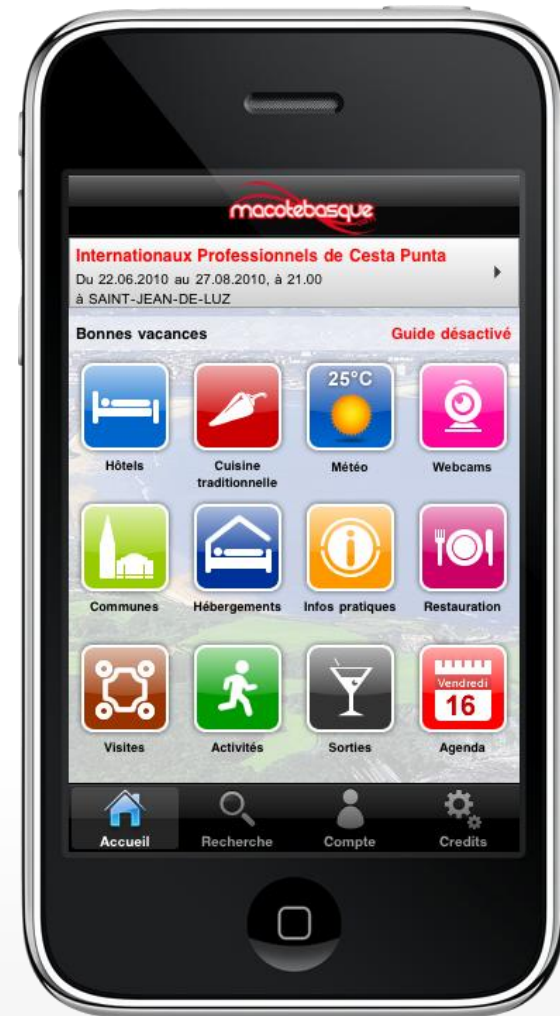 macotebasque
Internationaux Professionnels de Cesta Punta
Du 22.06.2010 au 27.08.2010, à 21.00
à SAINT-JEAN-DE-LUZ
Bonnes vacances Guide désactivé
25°C
Hôtels Cuisine traditionnelle Météo Webcams
Communes Hébergements Infos pratiques Restauration
Vendredi
16
Visites Activités Sorties Agenda
Accueil Recherche Compte Credits